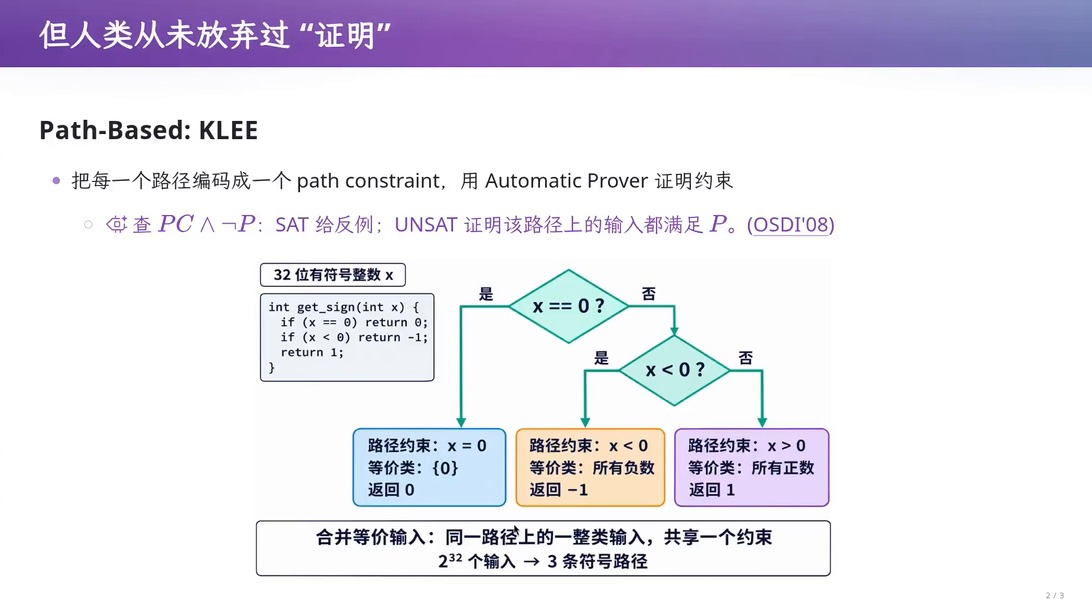 但人类从未放弃过 “证明”
Path-Based: KLEE
把每一个路径编码成一个 path constraint，用 Automatic Prover 证明约束
查 PC ∧ ¬P：SAT 给反例；UNSAT 证明该路径上的输入都满足 P。(OSDI'08)
32 位有符号整数 x
int get_sign(int x) {
if (x == 0) return 0;
if (x < 0) return -1;
return 1;
}
x == 0 ?
是
否
x < 0 ?
是
否
路径约束：x = 0
等价类：{0}
返回 0
路径约束：x < 0
等价类：所有负数
返回 −1
路径约束：x > 0
等价类：所有正数
返回 1
合并等价输入：同一路径上的一整类输入，共享一个约束
2³² 个输入 → 3 条符号路径
2 / 3